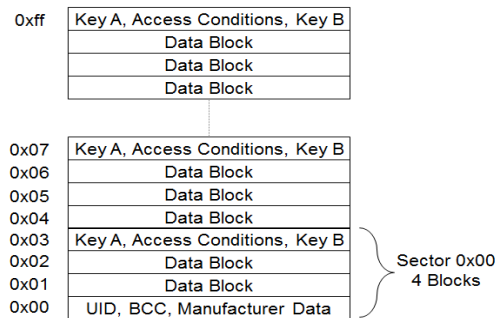 0xff Key A, Access Conditions, Key B
Data Block
Data Block
Data Block
0x07 Key A, Access Conditions, Key B
0x06 Data Block
0x05 Data Block
0x04 Data Block
0x03 Key A, Access Conditions, Key B
0x02 Data Block
0x01 Data Block
0x00 UID, BCC, Manufacturer Data
Sector 0x00
4 Blocks